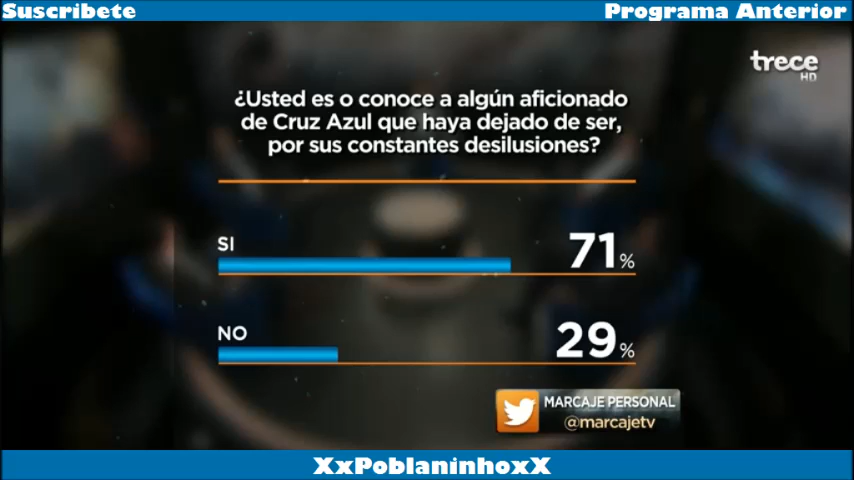 Suscribete
Programa Anterior
trece
HD
¿Usted es o conoce a algún aficionado
de Cruz Azul que haya dejado de ser,
por sus constantes desilusiones?
SI
71%
NO
29%
MARCAJE PERSONAL
@marcajetv
XxPoblaninhoxX